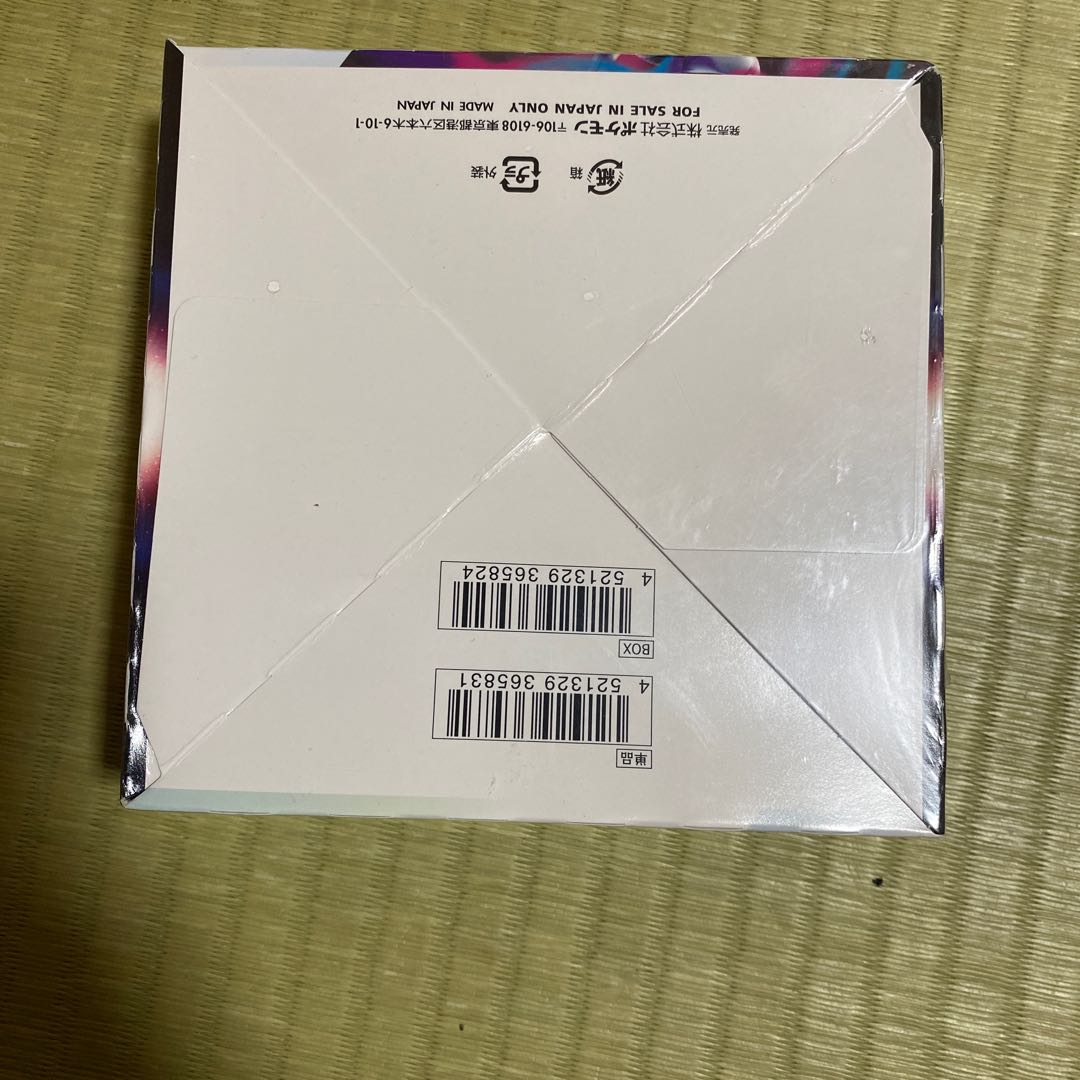 単品
4 521329 365831
BOX
4 521329 365824
紙 箱 プラ 外装
発売元 株式会社 ポケモン 〒106-6108 東京都港区六本木6-10-1
FOR SALE IN JAPAN ONLY MADE IN JAPAN